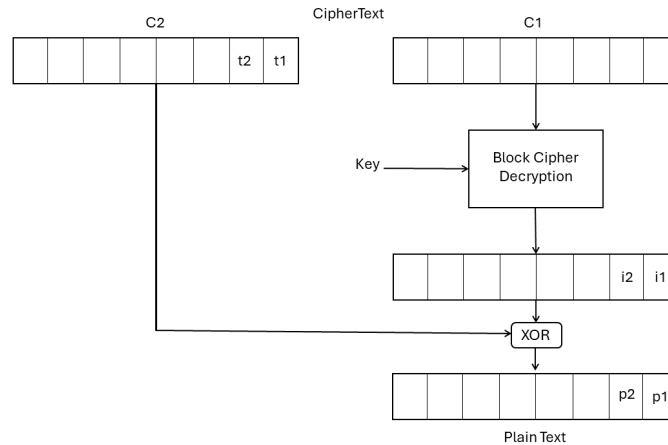 CipherText
C2
C1
t2 t1
Key
Block Cipher
Decryption
i2 i1
XOR
p2 p1
Plain Text